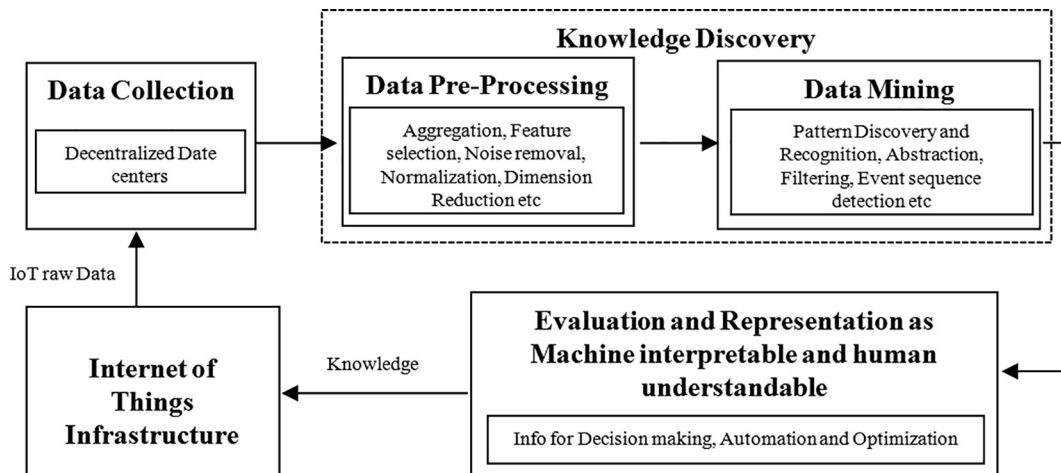 Knowledge Discovery
Data Collection
Decentralized Date
centers
Data Pre-Processing
Aggregation, Feature
selection, Noise removal,
Normalization, Dimension
Reduction etc
Data Mining
Pattern Discovery and
Recognition, Abstraction,
Filtering, Event sequence
detection etc
IoT raw Data
Internet of
Things
Infrastructure
Knowledge
Evaluation and Representation as
Machine interpretable and human
understandable
Info for Decision making, Automation and Optimization